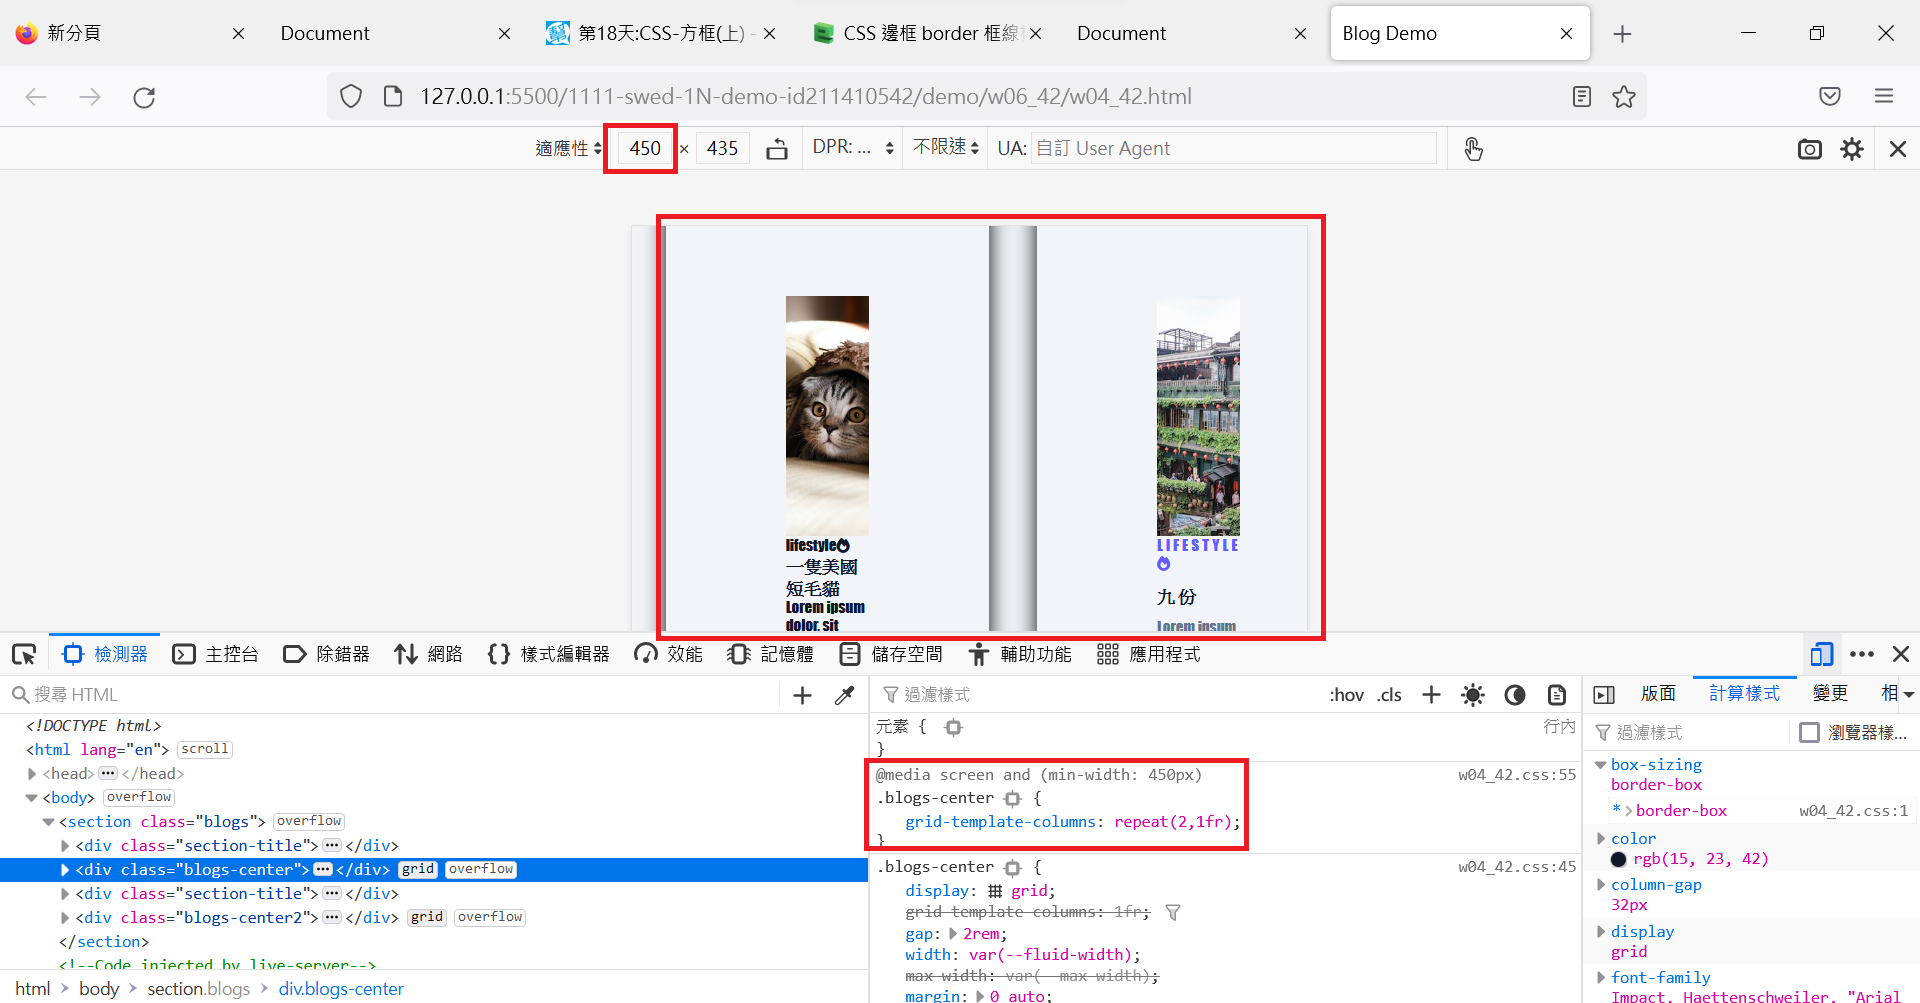 新分頁
Document
第18天:CSS-方框(上) -
CSS 邊框 border 框線
Document
Blog Demo
127.0.0.1:5500/1111-swed-1N-demo-id211410542/demo/w06_42/w04_42.html
適應性 450 × 435 DPR: ... 不限速 UA: 自訂 User Agent
lifestyle
一隻美國
短毛貓
Lorem ipsum
dolor, sit
LIFESTYLE
九份
Lorem ipsum
檢測器 主控台 除錯器 網路 樣式編輯器 效能 記憶體 儲存空間 輔助功能 應用程式
搜尋 HTML
<!DOCTYPE html>
<html lang="en"> scroll
<head> ··· </head>
<body> overflow
<section class="blogs"> overflow
<div class="section-title"> ··· </div>
<div class="blogs-center"> ··· </div> grid overflow
<div class="section-title"> ··· </div>
<div class="blogs-center2"> ··· </div> grid overflow
</section>
<!--Code injected by live-server-->
html > body > section.blogs > div.blogs-center
過濾樣式 :hov .cls
元素 { 行內
}
@media screen and (min-width: 450px) w04_42.css:55
.blogs-center {
grid-template-columns: repeat(2,1fr);
}
.blogs-center { w04_42.css:45
display: grid;
grid-template-columns: 1fr;
gap: 2rem;
width: var(--fluid-width);
max-width: var(--max-width);
margin: 0 auto;
版面 計算樣式 變更 相
過濾樣式 瀏覽器樣...
box-sizing
border-box
* > border-box w04_42.css:1
color
rgb(15, 23, 42)
column-gap
32px
display
grid
font-family
Impact, Haettenschweiler, "Arial